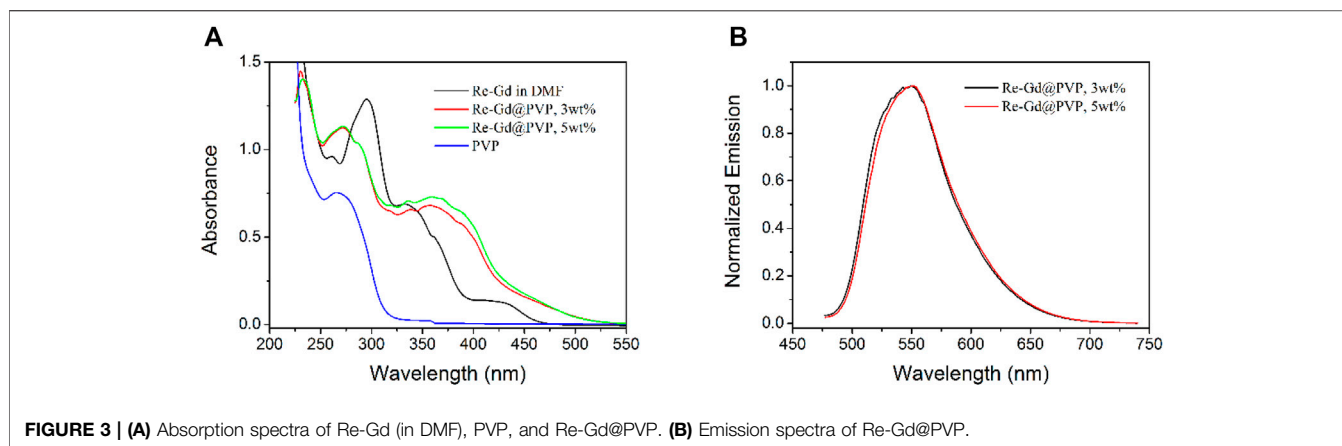 A
1.5
1.0
0.5
0.0
Absorbance
Re-Gd in DMF
Re-Gd@PVP, 3wt%
Re-Gd@PVP, 5wt%
PVP
200 250 300 350 400 450 500 550
Wavelength (nm)
B
1.0
0.8
0.6
0.4
0.2
0.0
Normalized Emission
Re-Gd@PVP, 3wt%
Re-Gd@PVP, 5wt%
450 500 550 600 650 700 750
Wavelength (nm)
FIGURE 3 | (A) Absorption spectra of Re-Gd (in DMF), PVP, and Re-Gd@PVP. (B) Emission spectra of Re-Gd@PVP.